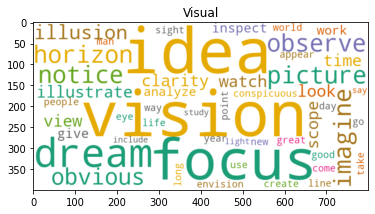 Visual
0
50
100
150
200
250
300
350
0 100 200 300 400 500 600 700
illusion
man
sight
inspect
world
work
idea
appear
observe
horizon
time
notice
clarity
watch
picture
illustrate
analyze
conspicuous
look
say
people
way
study
point
day
vision
scope
imagine
go
view
eye
life
give
include
year
lightnew
great
dream
focus
good
take
obvious
long
use
come
envision
create
line